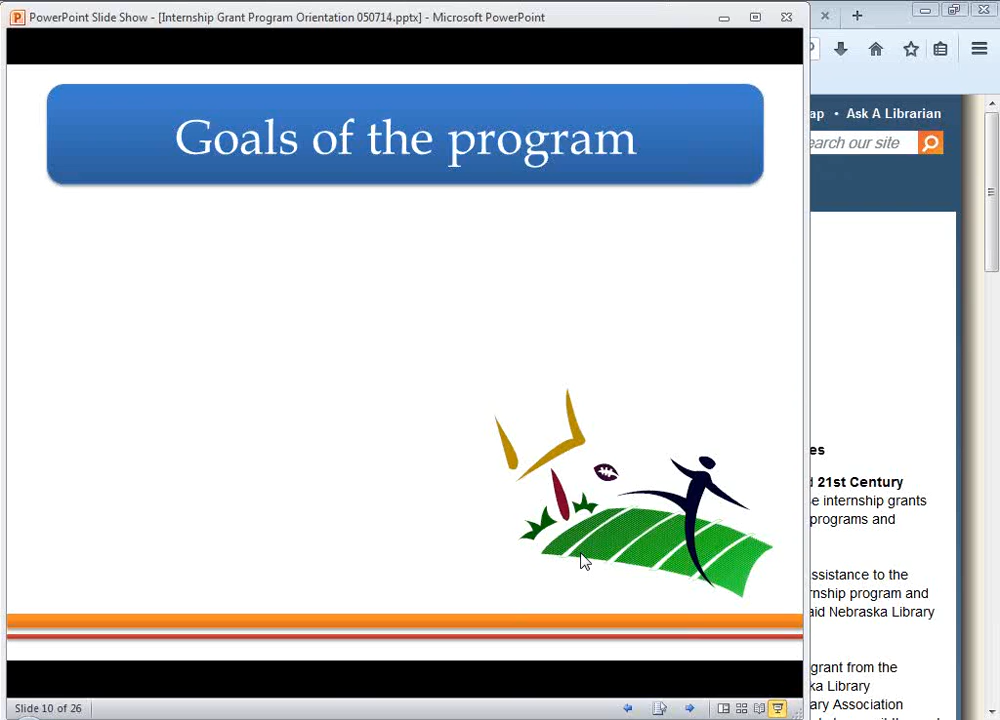 PowerPoint Slide Show - [Internship Grant Program Orientation 050714.pptx] - Microsoft PowerPoint
Goals of the program
Slide 10 of 26
ap • Ask A Librarian
earch our site
es
21st Century
e internship grants
programs and
ssistance to the
rnship program and
aid Nebraska Library
grant from the
ka Library
ary Association